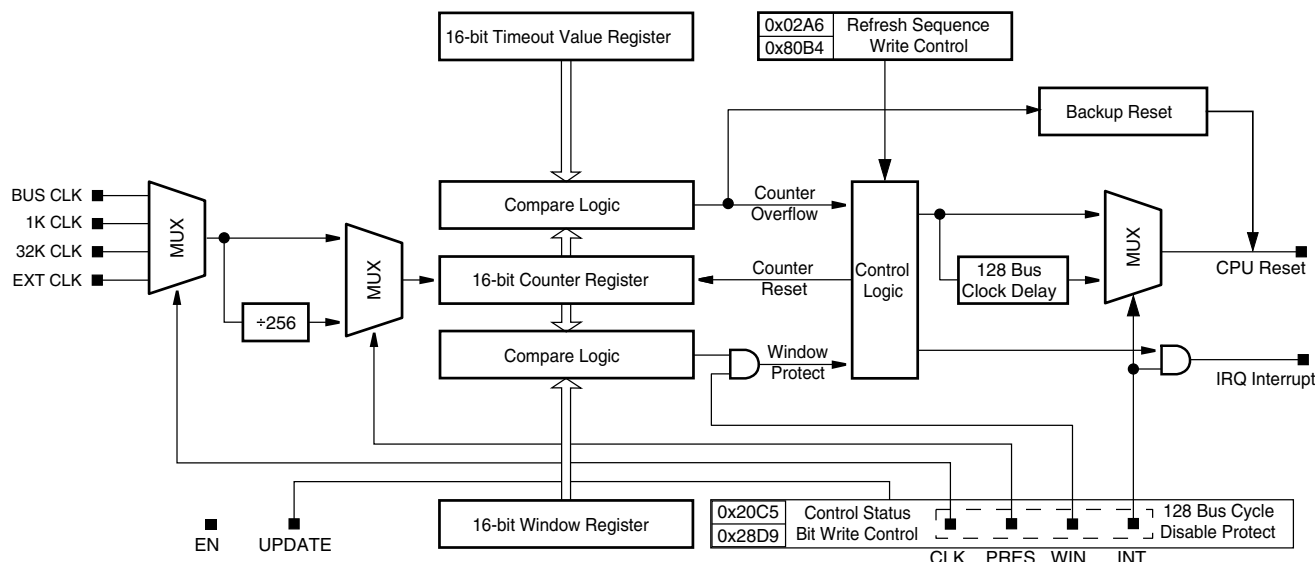 16-bit Timeout Value Register
0x02A6
0x80B4
Refresh Sequence
Write Control
Backup Reset
BUS CLK
1K CLK
32K CLK
EXT CLK
MUX
÷256
MUX
Compare Logic
16-bit Counter Register
Compare Logic
Counter
Overflow
Counter
Reset
Window
Protect
Control
Logic
128 Bus
Clock Delay
MUX
CPU Reset
IRQ Interrupt
EN
UPDATE
16-bit Window Register
0x20C5
0x28D9
Control Status
Bit Write Control
128 Bus Cycle
Disable Protect
CLK
PRES
WIN
INT